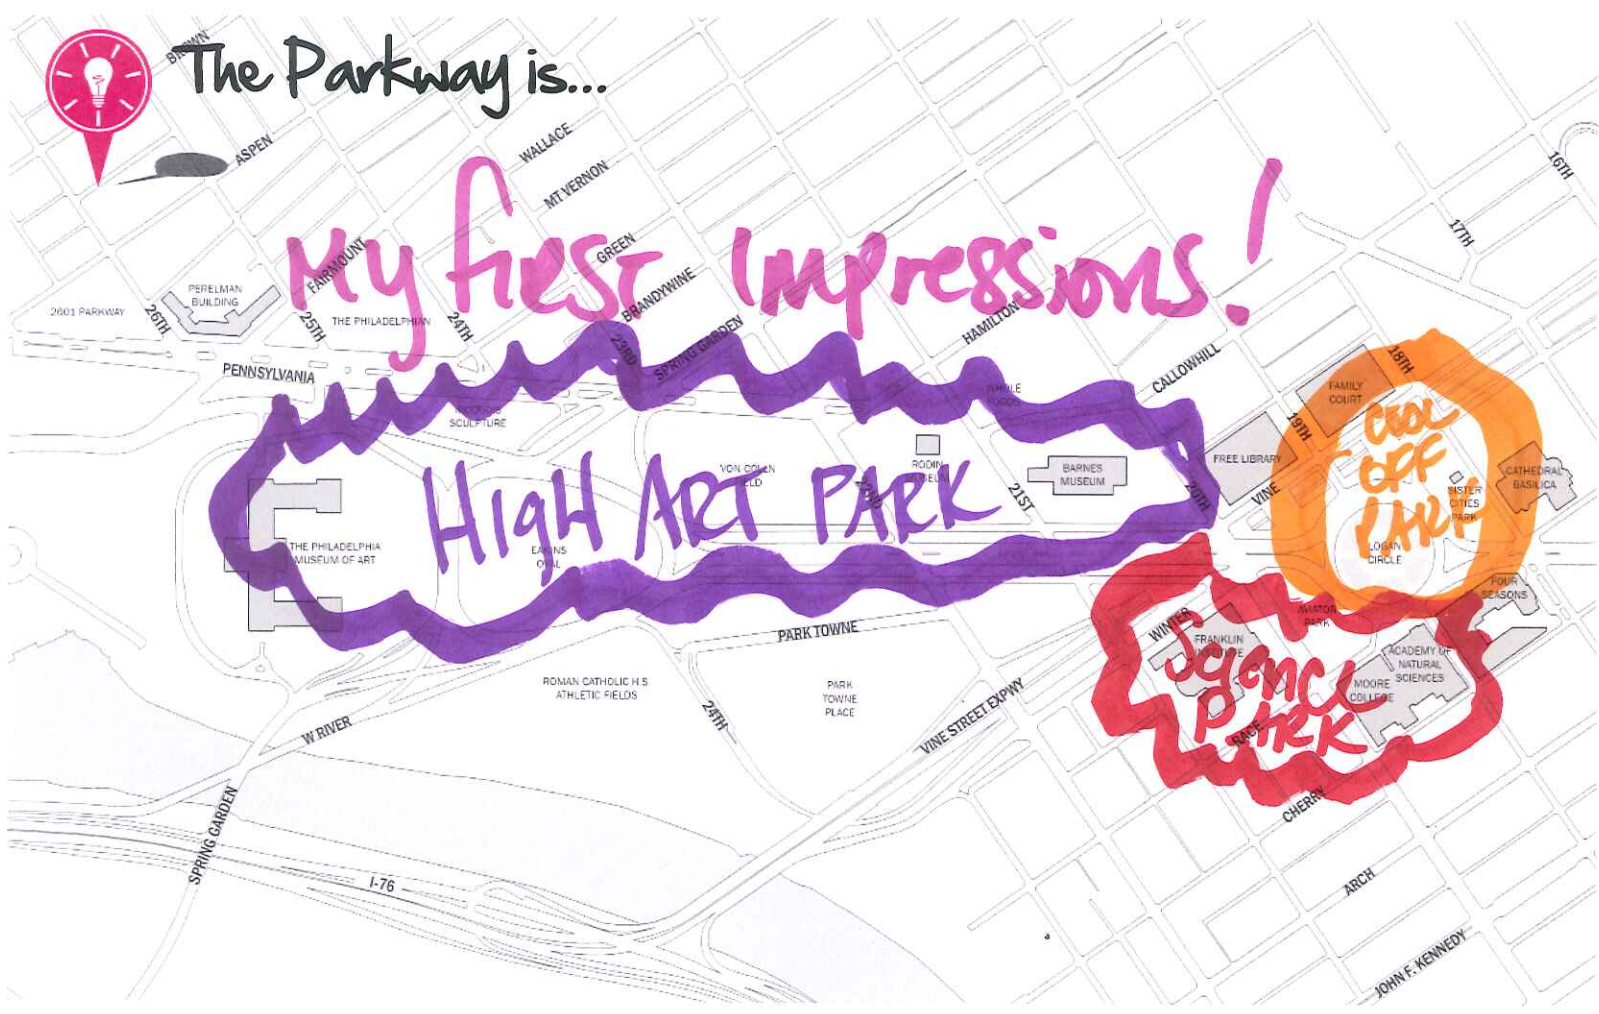 The Parkway is...
BROWN
ASPEN
WALLACE
MT VERNON
16TH
17TH
My first Impressions!
FAIRMOUNT
GREEN
BRANDYWINE
PERELMAN
BUILDING
2601 PARKWAY
26TH
25TH
THE PHILADELPHIAN
24TH
23RD
SPRING GARDEN
HAMILTON
CALLOWHILL
18TH
PENNSYLVANIA
SCULPTURE
WHOLE
FOODS
FAMILY
COURT
19TH
COOL
OFF
PARK
HIGH ART PARK
VON COLLN
FIELD
RODIN
MUSEUM
22ND
21ST
BARNES
MUSEUM
20TH
FREE LIBRARY
VINE
SISTER
CITIES
PARK
CATHEDRAL
BASILICA
THE PHILADELPHIA
MUSEUM OF ART
EAKINS
OVAL
LOGAN
CIRCLE
FOUR
SEASONS
PARK TOWNE
WINTER
AVIATOR
PARK
FRANKLIN
INSTITUTE
Science
PARK
MOORE
COLLEGE
ACADEMY OF
NATURAL
SCIENCES
RACE
ROMAN CATHOLIC H.S
ATHLETIC FIELDS
PARK
TOWNE
PLACE
24TH
VINE STREET EXPWY
W RIVER
SPRING GARDEN
I-76
CHERRY
ARCH
JOHN F. KENNEDY